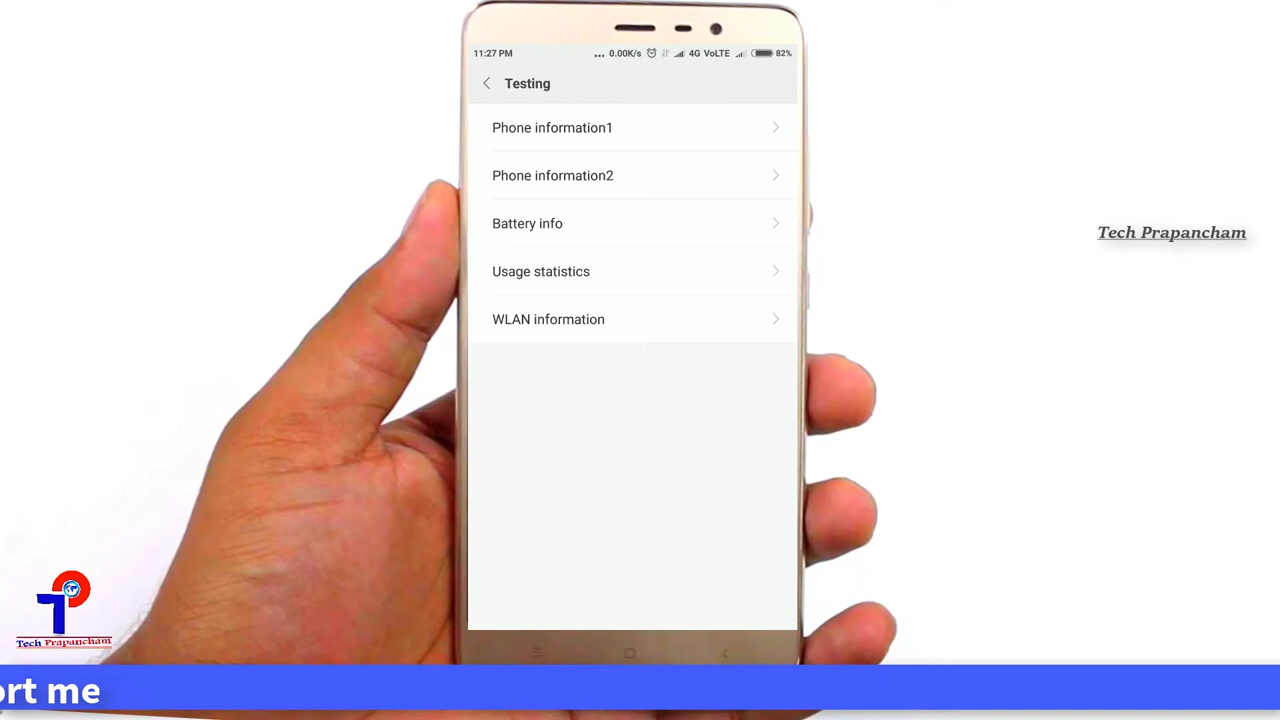 11:27 PM ... 0.00K/s 4G VoLTE 82%
Testing
Phone information1
Phone information2
Battery info
Usage statistics
WLAN information
Tech Prapancham
Tech Prapancham
ort me